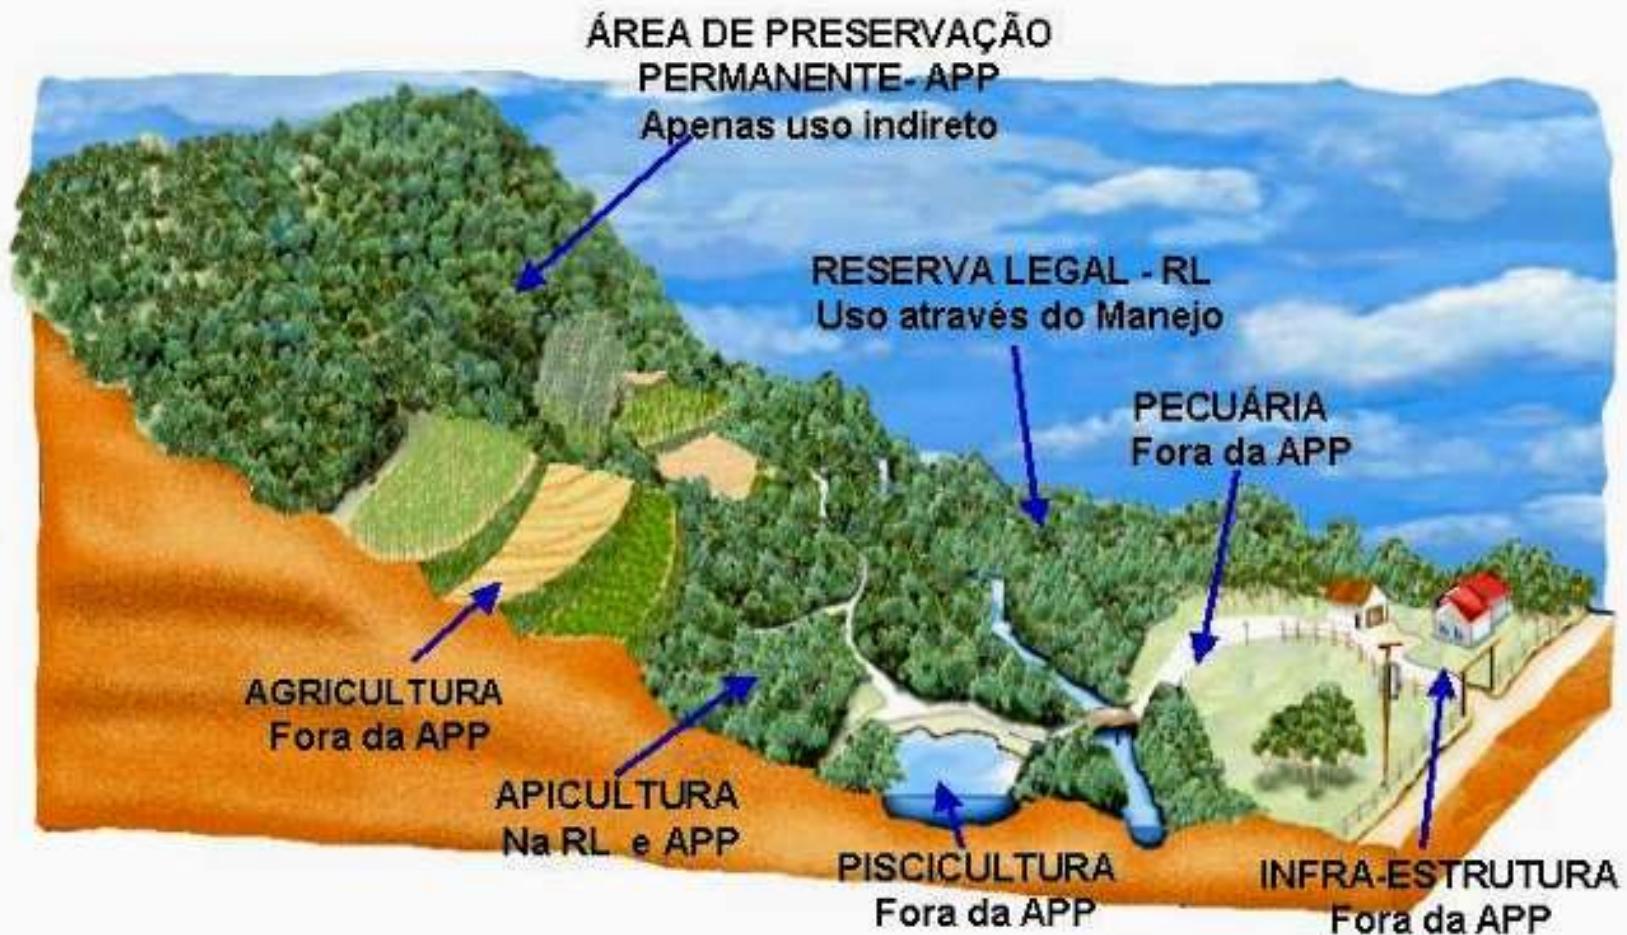 ÁREA DE PRESERVAÇÃO
PERMANENTE- APP
Apenas uso indireto
RESERVA LEGAL - RL
Uso através do Manejo
PECUÁRIA
Fora da APP
AGRICULTURA
Fora da APP
APICULTURA
Na RL e APP
PISCICULTURA
Fora da APP
INFRA-ESTRUTURA
Fora da APP